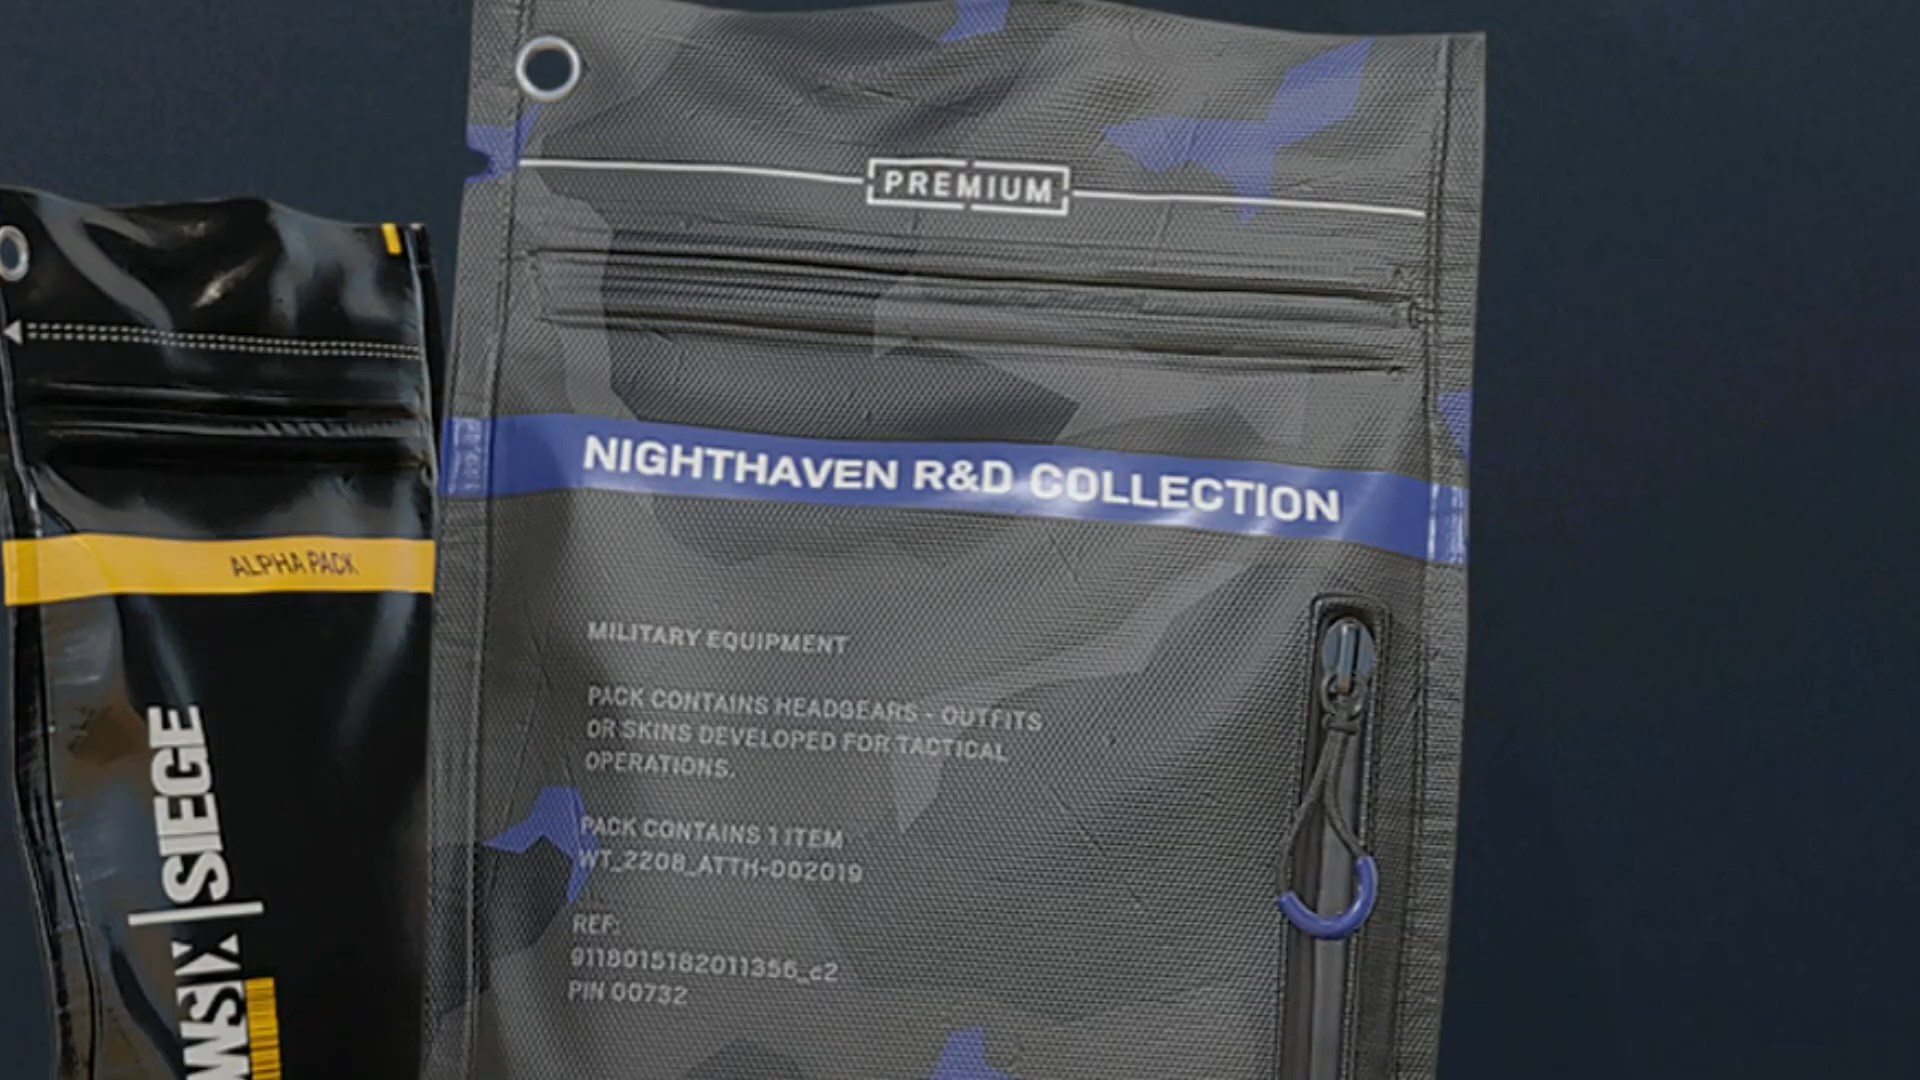 PREMIUM
NIGHTHAVEN R&D COLLECTION
MILITARY EQUIPMENT
PACK CONTAINS HEADGEARS - OUTFITS
OR SKINS DEVELOPED FOR TACTICAL
OPERATIONS.
PACK CONTAINS 1 ITEM
WT_2208_ATTH-002019
REF:
9118015182011356_c2
PIN 00732
ALPHA PACK
SIEGE